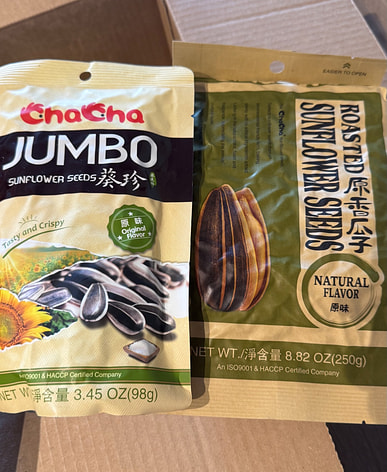 ChaCha
JUMBO
SUNFLOWER SEEDS 葵珍
原味
Original
Flavor
Tasty and Crispy
ISO9001 & HACCP Certified Company
NET WT./淨含量 3.45 OZ(98g)
EASIER TO OPEN
ROASTED 原香瓜子
SUNFLOWER SEEDS
NATURAL
FLAVOR
原味
NET WT./淨含量 8.82 OZ(250g)
An ISO9001 & HACCP Certified Company